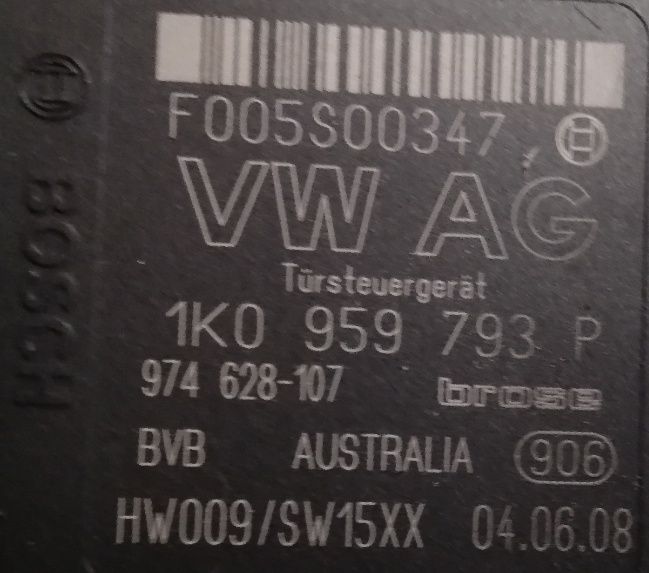 F005S00347
VW AG
Türsteuergerät
1K0 959 793 P
974 628-107 brose
BVB AUSTRALIA 906
HW009/SW15XX 04.06.08
BOSCH